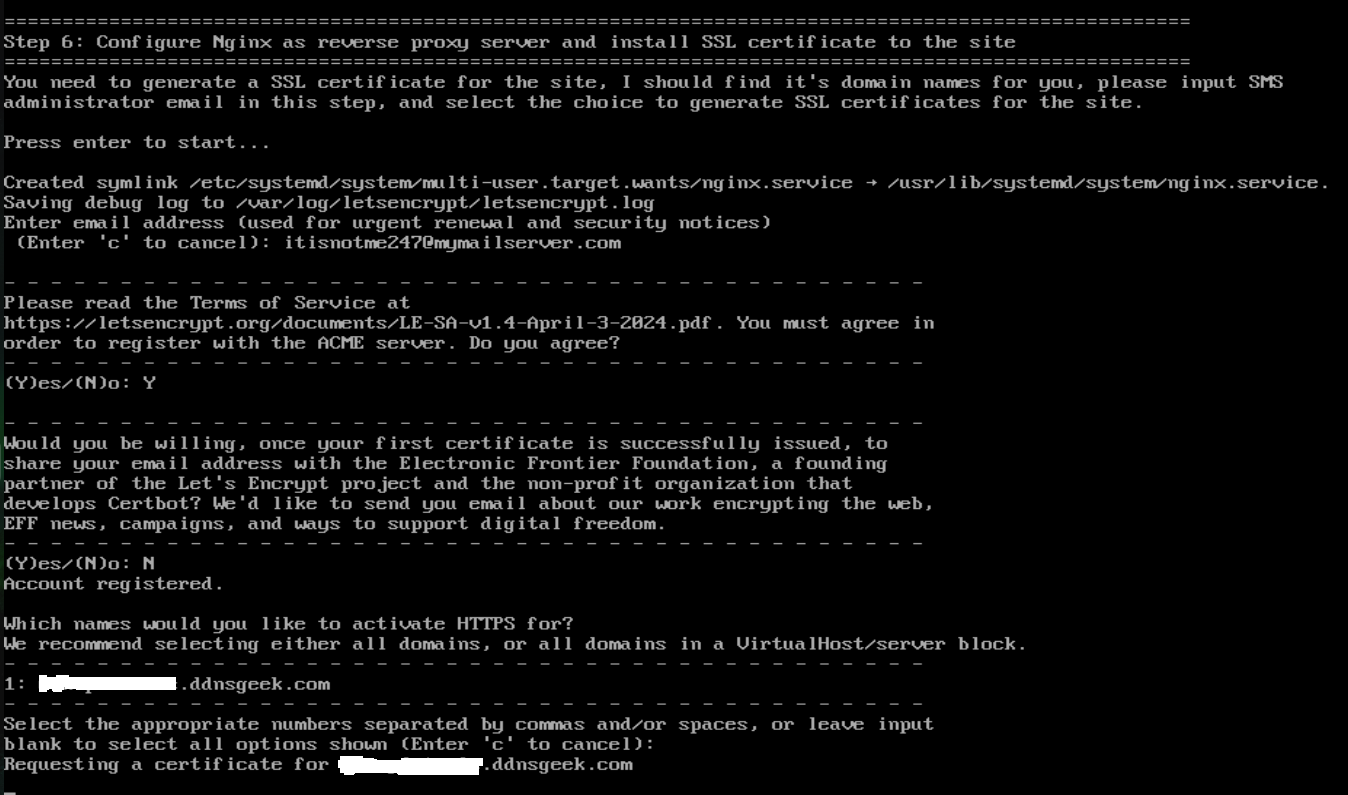 ===========================================================================================
Step 6: Configure Nginx as reverse proxy server and install SSL certificate to the site
===========================================================================================
You need to generate a SSL certificate for the site, I should find it's domain names for you, please input SMS
administrator email in this step, and select the choice to generate SSL certificates for the site.
Press enter to start...
Created symlink /etc/systemd/system/multi-user.target.wants/nginx.service → /usr/lib/systemd/system/nginx.service.
Saving debug log to /var/log/letsencrypt/letsencrypt.log
Enter email address (used for urgent renewal and security notices)
 (Enter 'c' to cancel): itisnotme247@mymailserver.com
- - - - - - - - - - - - - - - - - - - - - - - - - - - - - - - - - - - - - - - -
Please read the Terms of Service at
https://letsencrypt.org/documents/LE-SA-v1.4-April-3-2024.pdf. You must agree in
order to register with the ACME server. Do you agree?
- - - - - - - - - - - - - - - - - - - - - - - - - - - - - - - - - - - - - - - -
(Y)es/(N)o: Y
- - - - - - - - - - - - - - - - - - - - - - - - - - - - - - - - - - - - - - - -
Would you be willing, once your first certificate is successfully issued, to
share your email address with the Electronic Frontier Foundation, a founding
partner of the Let's Encrypt project and the non-profit organization that
develops Certbot? We'd like to send you email about our work encrypting the web,
EFF news, campaigns, and ways to support digital freedom.
- - - - - - - - - - - - - - - - - - - - - - - - - - - - - - - - - - - - - - - -
(Y)es/(N)o: N
Account registered.
Which names would you like to activate HTTPS for?
We recommend selecting either all domains, or all domains in a VirtualHost/server block.
- - - - - - - - - - - - - - - - - - - - - - - - - - - - - - - - - - - - - - - -
1: .ddnsgeek.com
- - - - - - - - - - - - - - - - - - - - - - - - - - - - - - - - - - - - - - - -
Select the appropriate numbers separated by commas and/or spaces, or leave input
blank to select all options shown (Enter 'c' to cancel):
Requesting a certificate for .ddnsgeek.com